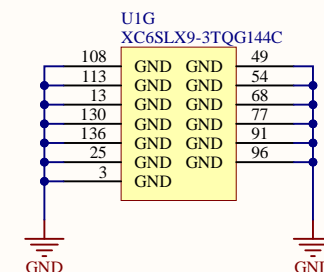 U1G
XC6SLX9-3TQG144C
108 GND GND 49
113 GND GND 54
13 GND GND 68
130 GND GND 77
136 GND GND 91
25 GND GND 96
3 GND
GND GND